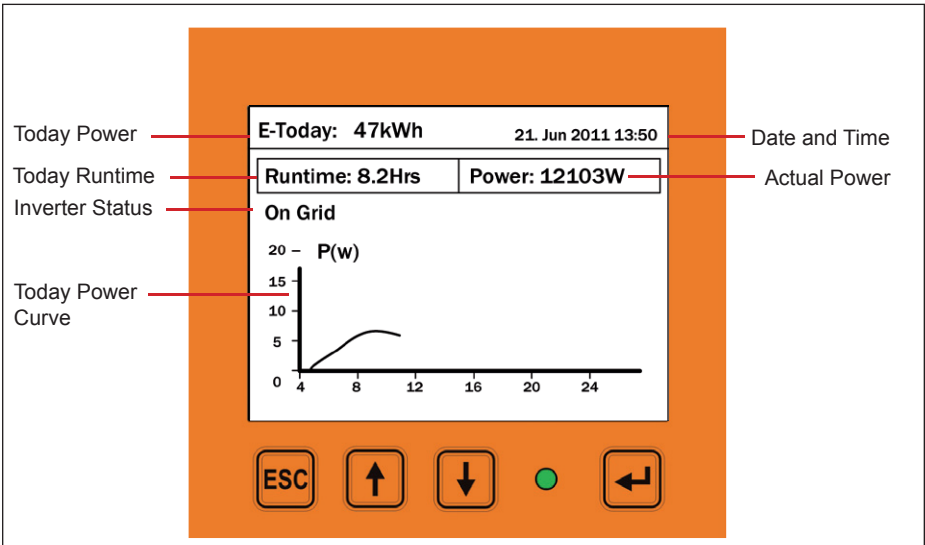 Today Power
E-Today: 47kWh
21. Jun 2011 13:50
Date and Time
Today Runtime
Runtime: 8.2Hrs
Power: 12103W
Actual Power
Inverter Status
On Grid
20
P(w)
15
Today Power
Curve
10
5
0
4 8 12 16 20 24
ESC